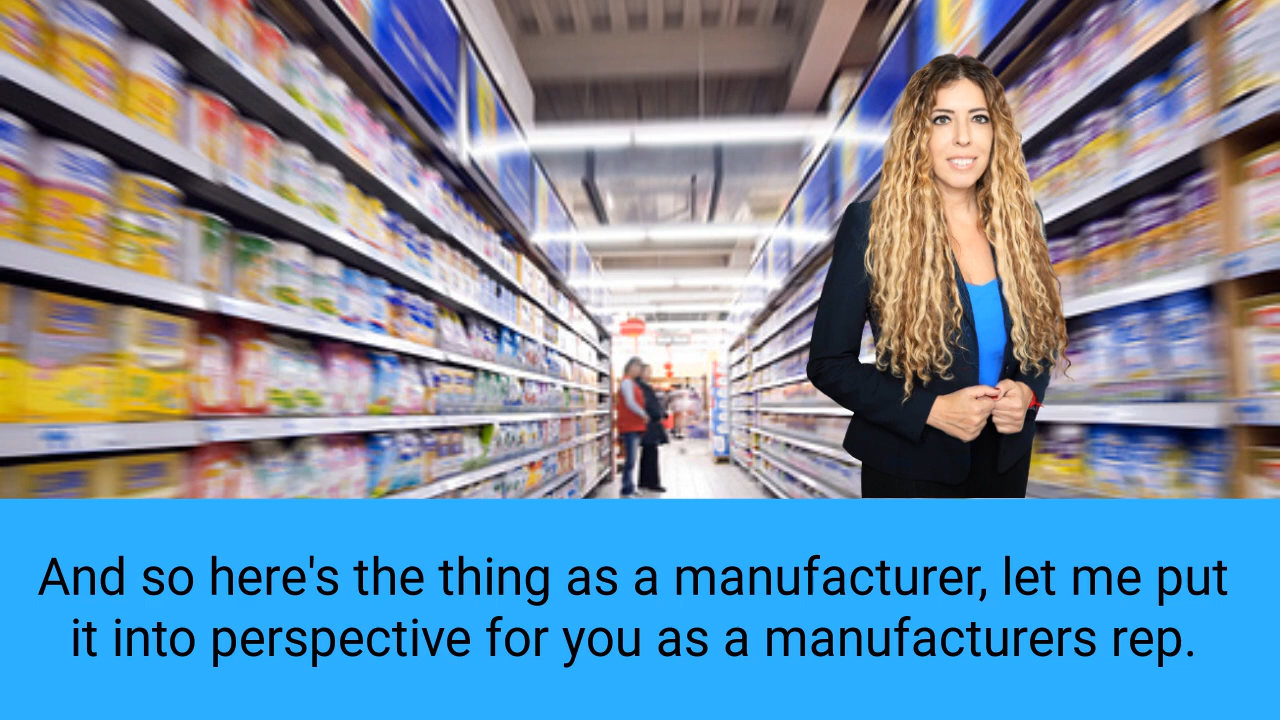 And so here's the thing as a manufacturer, let me put
it into perspective for you as a manufacturers rep.